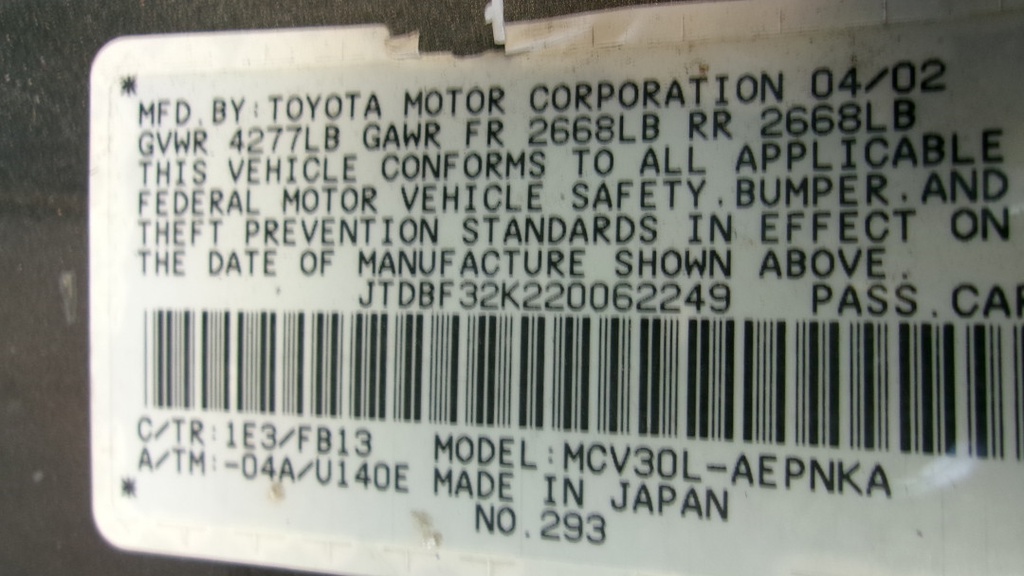 MFD. BY: TOYOTA MOTOR CORPORATION 04/02
GVWR 4277LB GAWR FR 2668LB RR 2668LB
THIS VEHICLE CONFORMS TO ALL APPLICABLE
FEDERAL MOTOR VEHICLE SAFETY. BUMPER. AND
THEFT PREVENTION STANDARDS IN EFFECT ON
THE DATE OF MANUFACTURE SHOWN ABOVE.
JTDBF32K220062249 PASS. CAR
C/TR: 1E3/FB13 MODEL: MCV30L-AEPNKA
A/TM: -04A/U140E MADE IN JAPAN
NO. 293